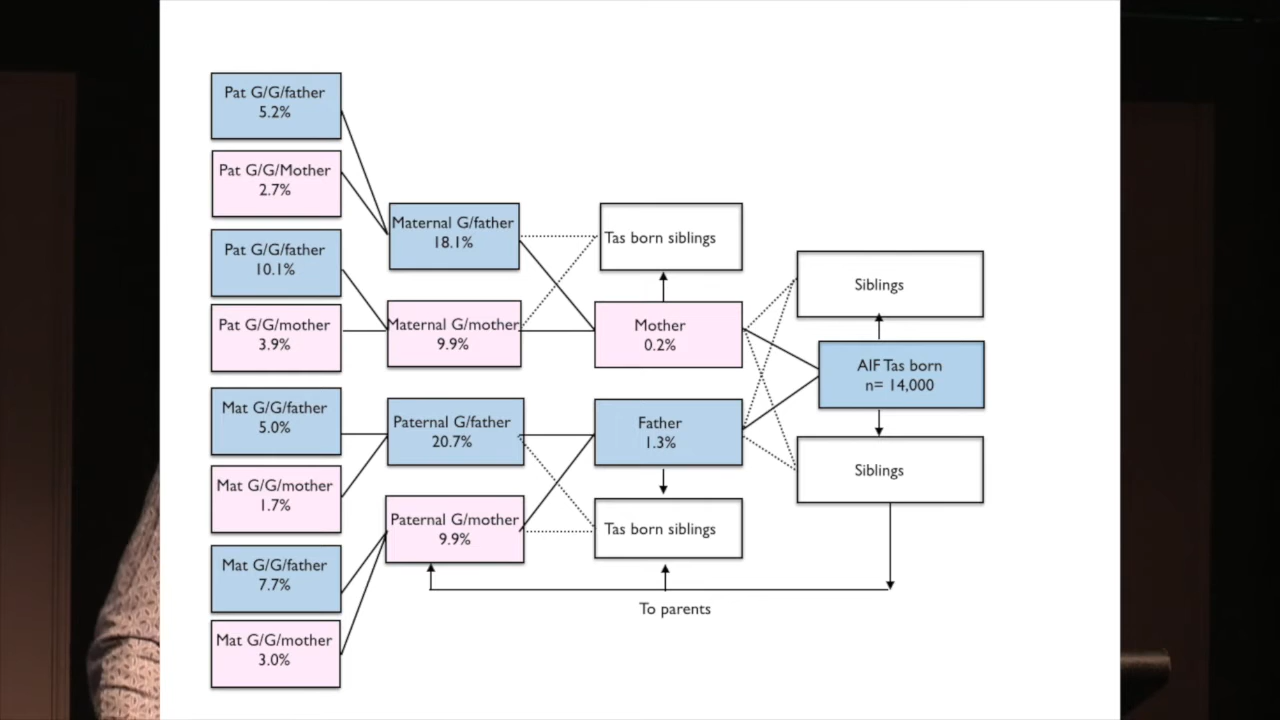 Pat G/G/father
5.2%
Pat G/G/Mother
2.7%
Pat G/G/father
10.1%
Pat G/G/mother
3.9%
Mat G/G/father
5.0%
Mat G/G/mother
1.7%
Mat G/G/father
7.7%
Mat G/G/mother
3.0%
Maternal G/father
18.1%
Maternal G/mother
9.9%
Paternal G/father
20.7%
Paternal G/mother
9.9%
Tas born siblings
Mother
0.2%
Father
1.3%
Tas born siblings
To parents
Siblings
AIF Tas born
n= 14,000
Siblings